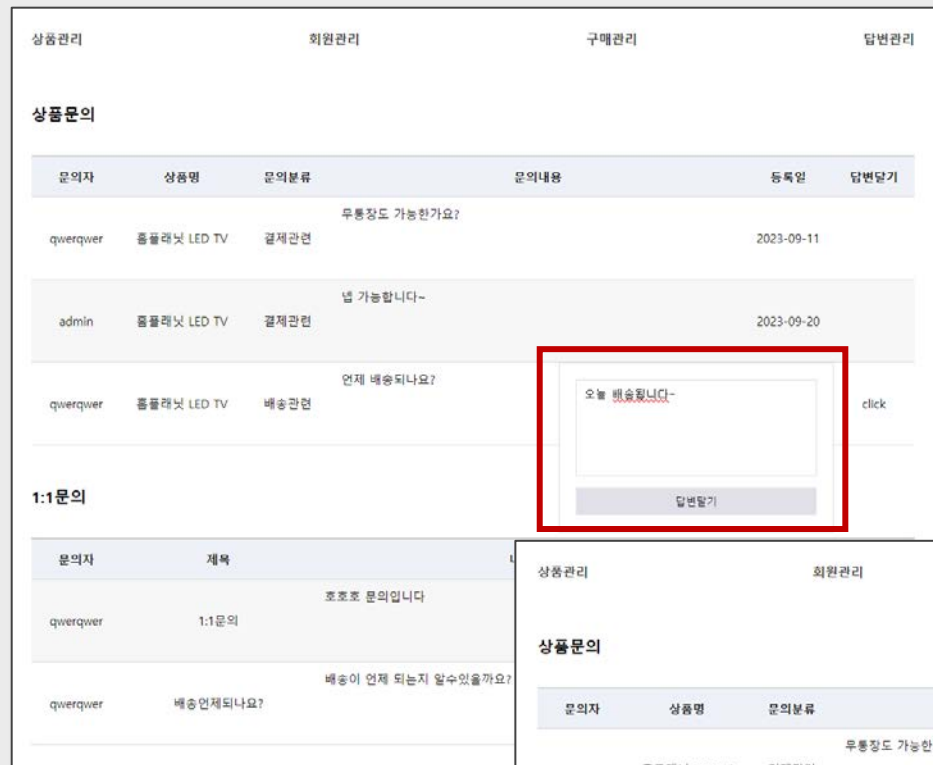 상품관리 회원관리 구매관리 답변관리
상품문의
문의자 상품명 문의분류 문의내용 등록일 답변달기
무통장도 가능한가요?
qwerqwer 홈플래닛 LED TV 결제관련 2023-09-11
넵 가능합니다~
admin 홈플래닛 LED TV 결제관련 2023-09-20
언제 배송되나요?
qwerqwer 홈플래닛 LED TV 배송관련 click
오늘 배송됩니다~
답변달기
1:1문의
문의자 제목
호호호 문의입니다
qwerqwer 1:1문의
배송이 언제 되는지 알수있을까요?
qwerqwer 배송언제되나요?
상품관리 회원관리
상품문의
문의자 상품명 문의분류
무통장도 가능한